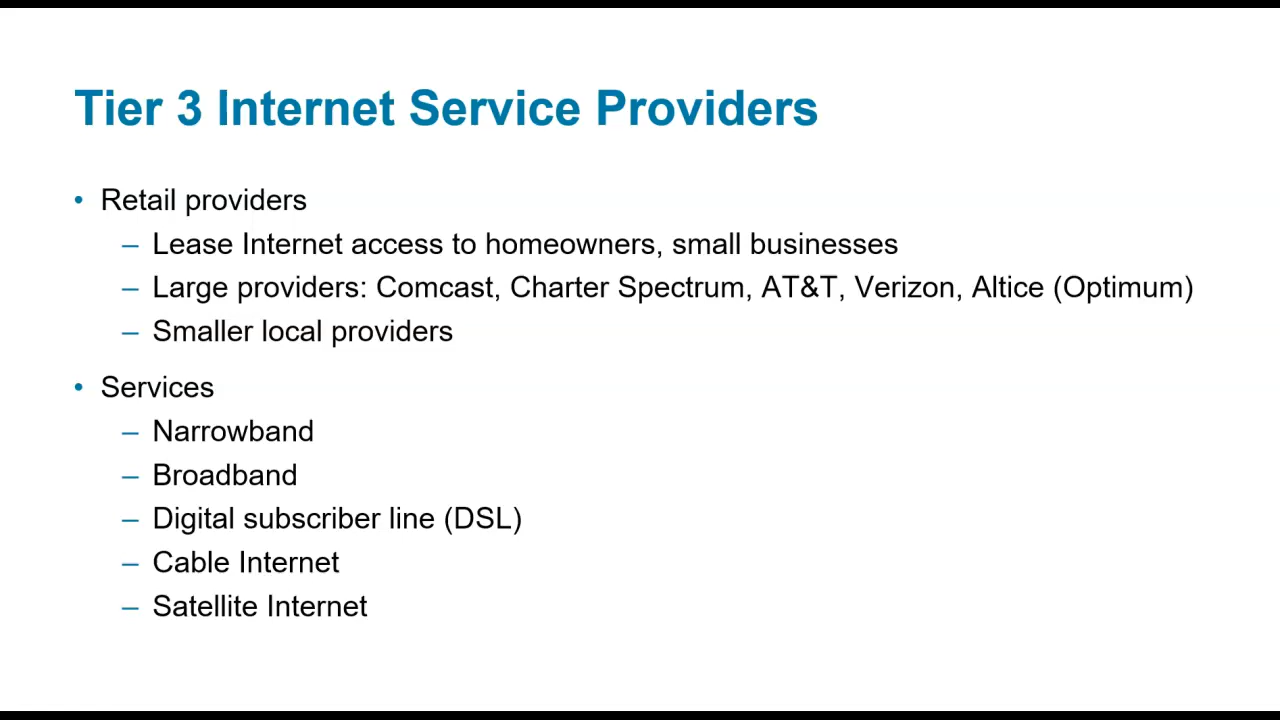 Tier 3 Internet Service Providers
• Retail providers
– Lease Internet access to homeowners, small businesses
– Large providers: Comcast, Charter Spectrum, AT&T, Verizon, Altice (Optimum)
– Smaller local providers
• Services
– Narrowband
– Broadband
– Digital subscriber line (DSL)
– Cable Internet
– Satellite Internet